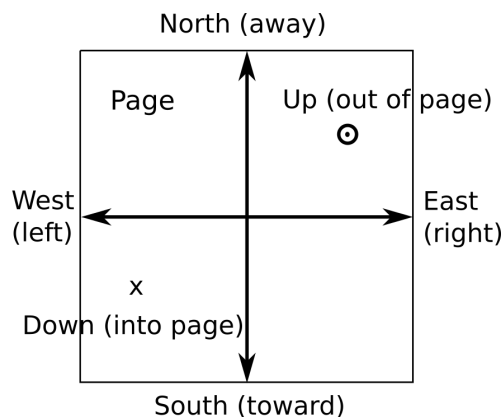 North (away)
Page
Up (out of page)
West
(left)
East
(right)
x
Down (into page)
South (toward)